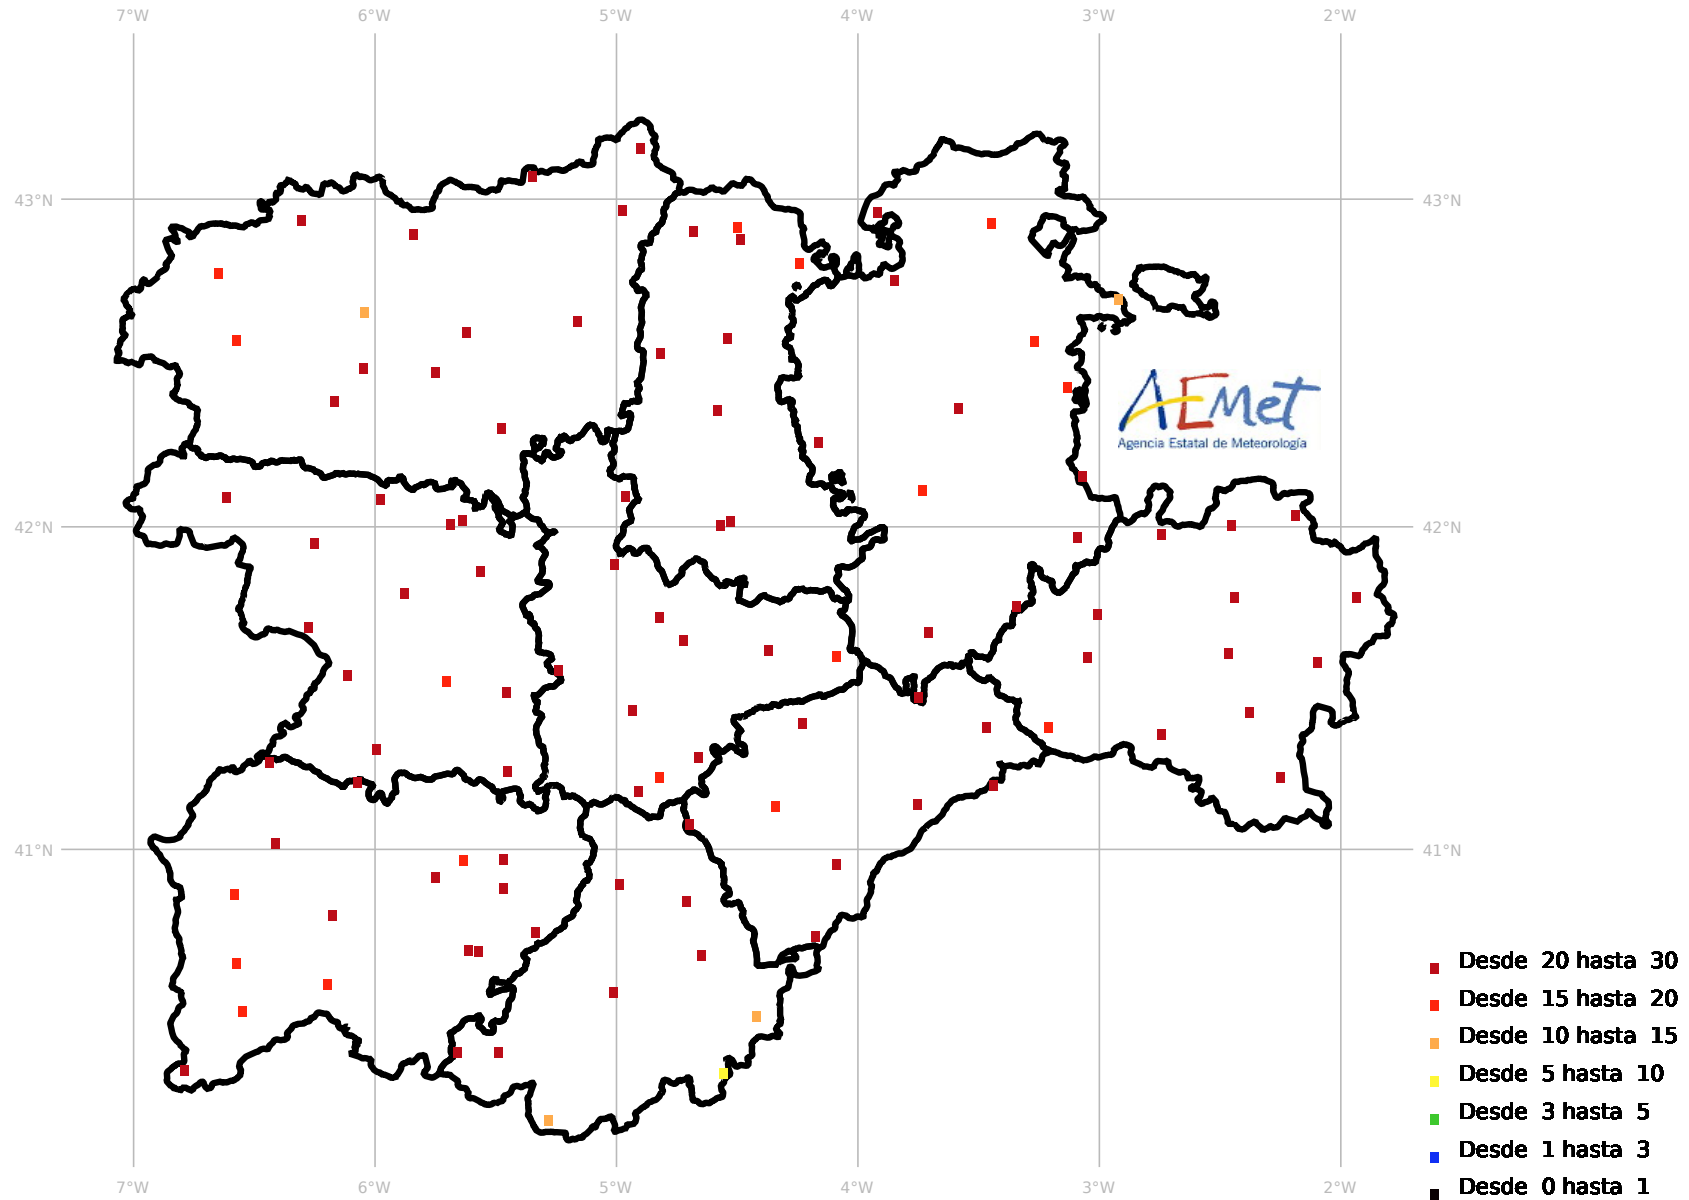 7°W 6°W 5°W 4°W 3°W 2°W
43°N 43°N
AEMet
Agencia Estatal de Meteorología
42°N 42°N
41°N 41°N
Desde 20 hasta 30
Desde 15 hasta 20
Desde 10 hasta 15
Desde 5 hasta 10
Desde 3 hasta 5
Desde 1 hasta 3
Desde 0 hasta 1
7°W 6°W 5°W 4°W 3°W 2°W